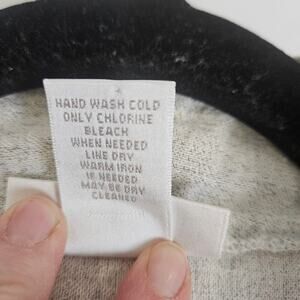 HAND WASH COLD
ONLY CHLORINE
BLEACH
WHEN NEEDED
LINE DRY
WARM IRON
IF NEEDED
MAY BE DRY
CLEANED